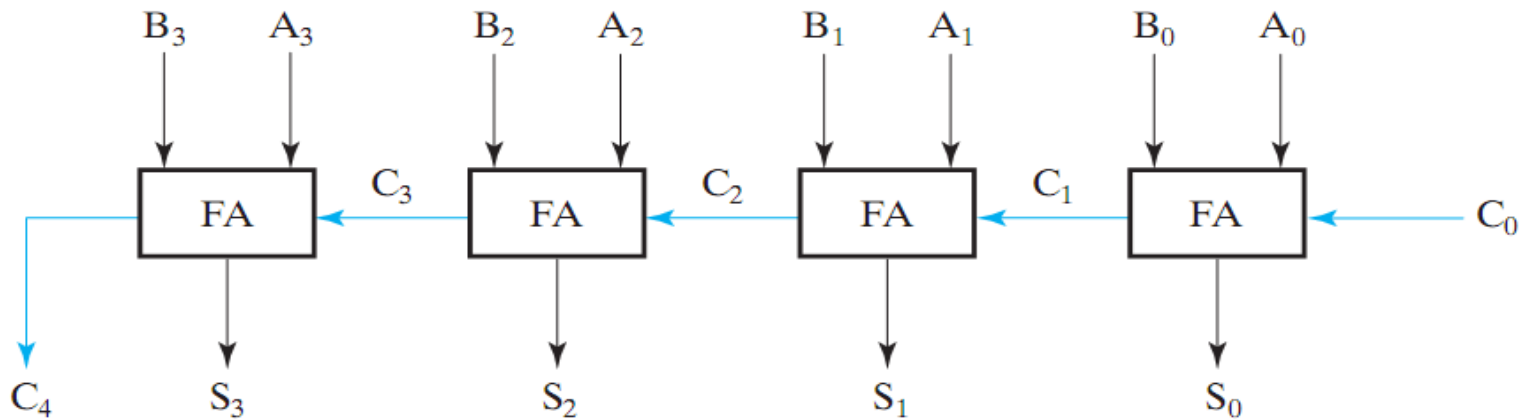 B₃ A₃ B₂ A₂ B₁ A₁ B₀ A₀
C₃ C₂ C₁
FA FA FA FA C₀
C₄ S₃ S₂ S₁ S₀